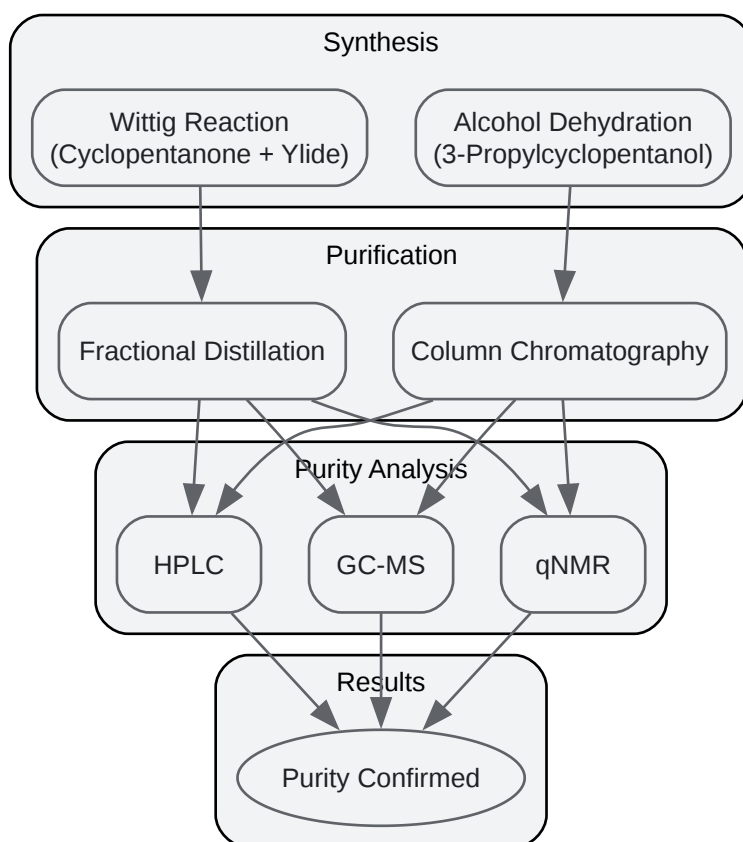 Synthesis
Wittig Reaction
(Cyclopentanone + Ylide)
Alcohol Dehydration
(3-Propylcyclopentanol)
Purification
Fractional Distillation
Column Chromatography
Purity Analysis
HPLC
GC-MS
qNMR
Results
Purity Confirmed